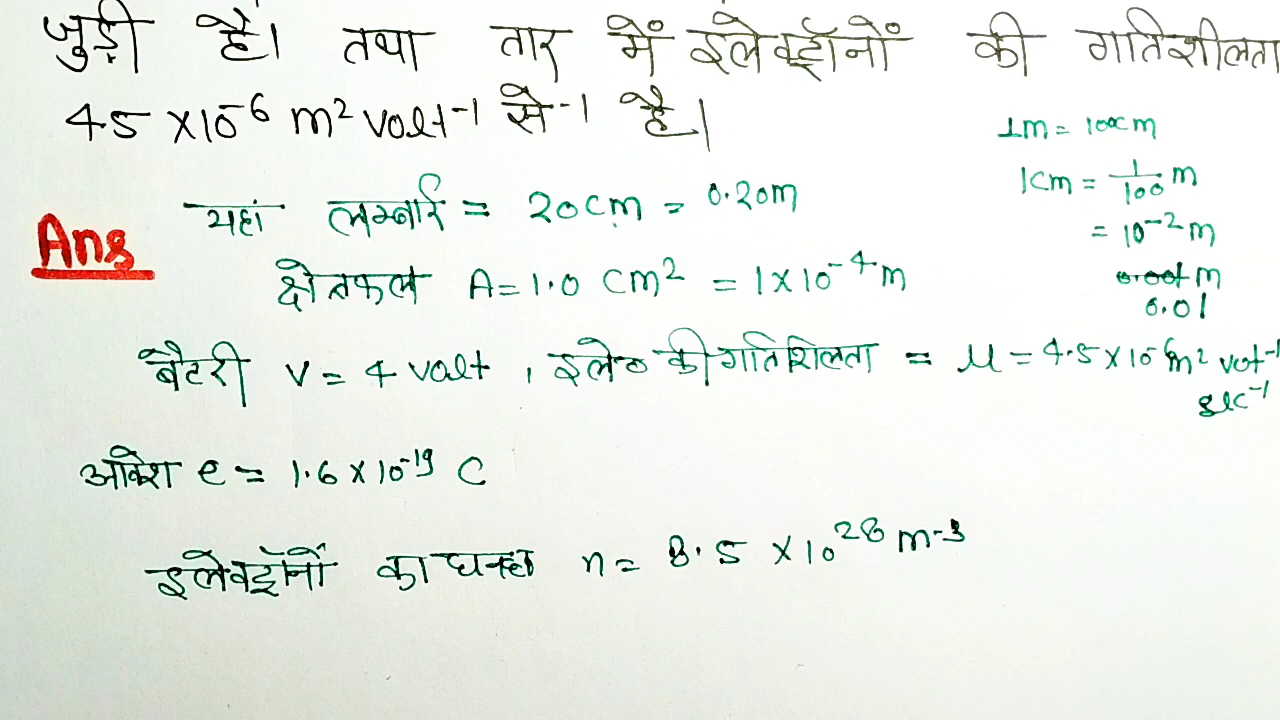 जुड़ी है। तथा तार में इलेक्ट्रॉनों की गतिशीलता
45 ×10⁻⁶ m² volt⁻¹ से⁻¹ है।
1m = 100cm
1cm = 1/100 m
= 10⁻² m
0.01
Ans
यहां लम्बाई = 20cm = 0.20m
क्षेत्रफल A = 1.0 cm² = 1×10⁻⁴ m
बैटरी V = 4 volt , इले० की गतिशिलता = μ = 4.5 ×10⁻⁶ m² vot⁻¹
sec⁻¹
आवेश e = 1.6 × 10⁻¹⁹ C
इलेक्ट्रॉनों का घनत्व n = 8.5 ×10²⁸ m⁻³